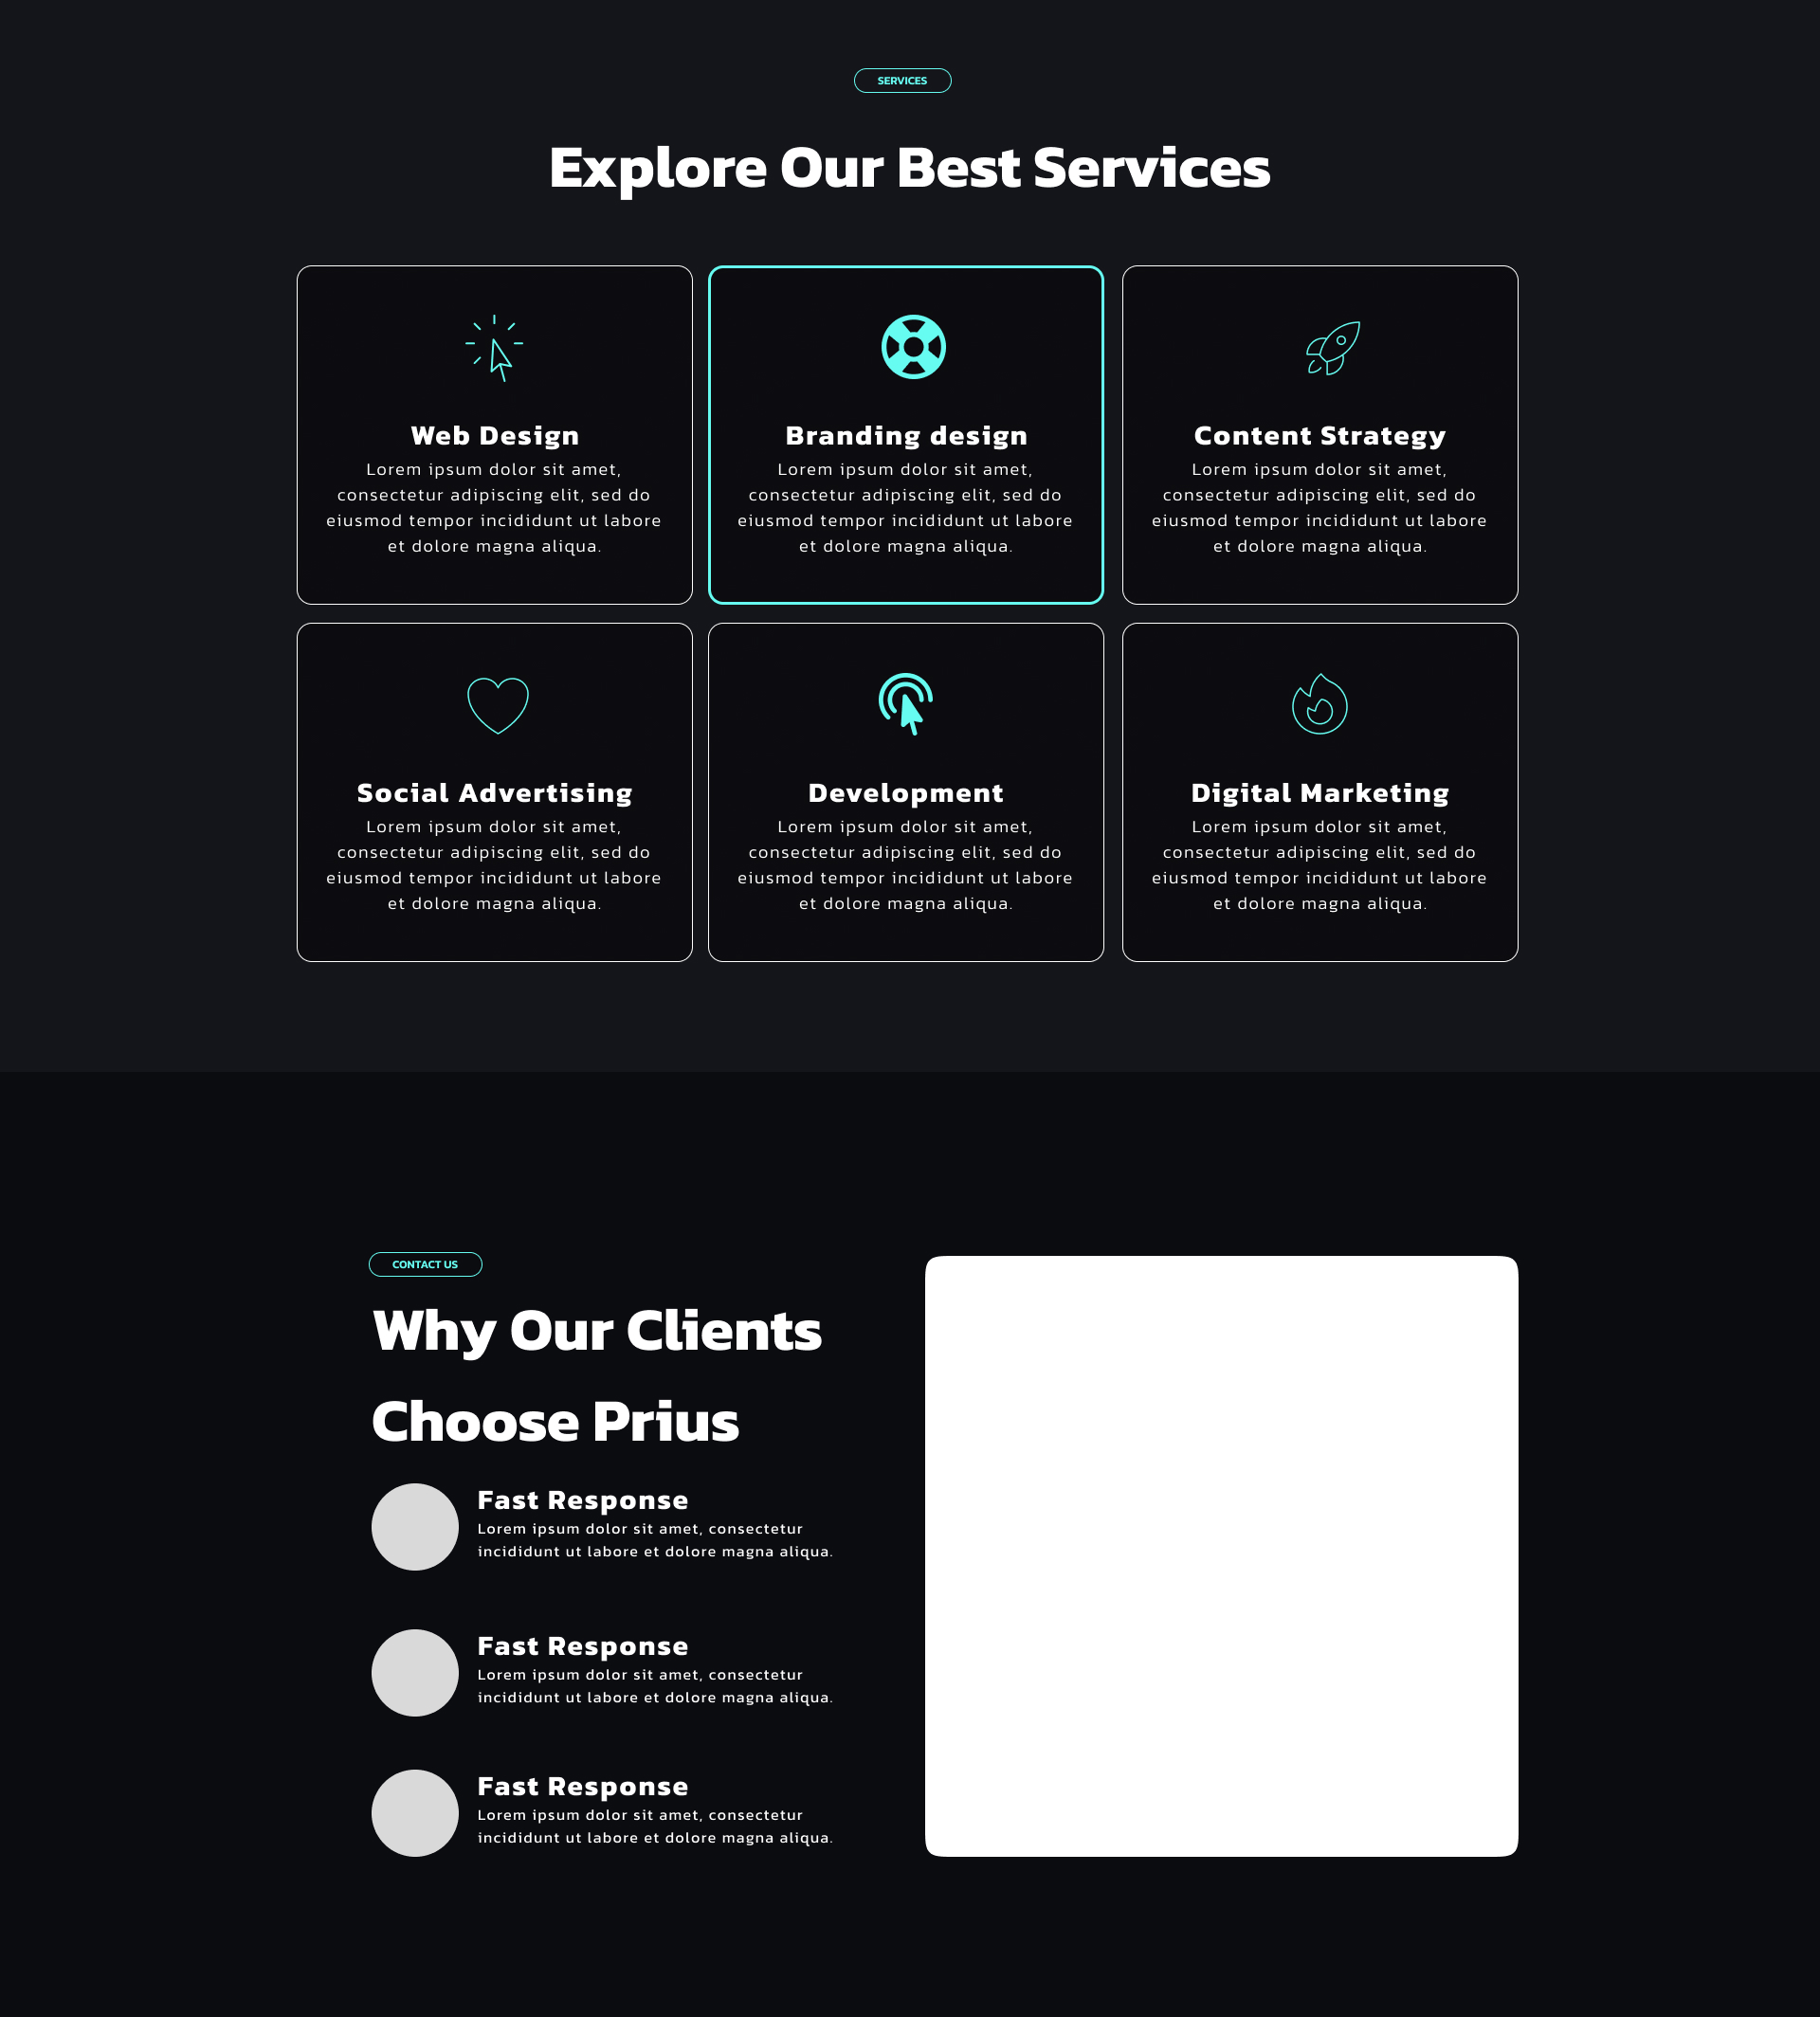 SERVICES
Explore Our Best Services
Web Design
Lorem ipsum dolor sit amet,
consectetur adipiscing elit, sed do
eiusmod tempor incididunt ut labore
et dolore magna aliqua.
Branding design
Lorem ipsum dolor sit amet,
consectetur adipiscing elit, sed do
eiusmod tempor incididunt ut labore
et dolore magna aliqua.
Content Strategy
Lorem ipsum dolor sit amet,
consectetur adipiscing elit, sed do
eiusmod tempor incididunt ut labore
et dolore magna aliqua.
Social Advertising
Lorem ipsum dolor sit amet,
consectetur adipiscing elit, sed do
eiusmod tempor incididunt ut labore
et dolore magna aliqua.
Development
Lorem ipsum dolor sit amet,
consectetur adipiscing elit, sed do
eiusmod tempor incididunt ut labore
et dolore magna aliqua.
Digital Marketing
Lorem ipsum dolor sit amet,
consectetur adipiscing elit, sed do
eiusmod tempor incididunt ut labore
et dolore magna aliqua.
CONTACT US
Why Our Clients
Choose Prius
Fast Response
Lorem ipsum dolor sit amet, consectetur
incididunt ut labore et dolore magna aliqua.
Fast Response
Lorem ipsum dolor sit amet, consectetur
incididunt ut labore et dolore magna aliqua.
Fast Response
Lorem ipsum dolor sit amet, consectetur
incididunt ut labore et dolore magna aliqua.